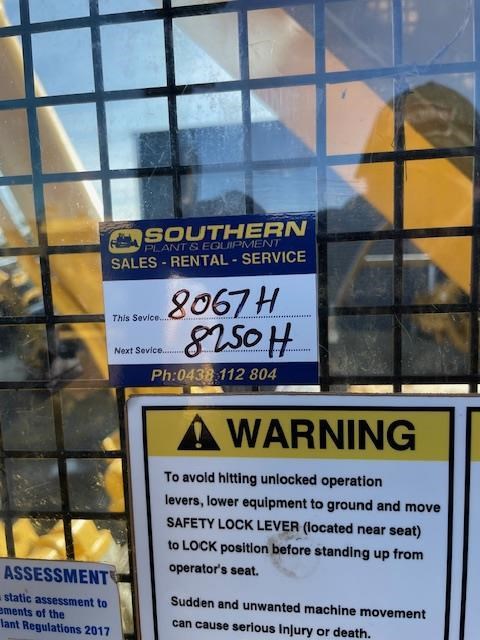 SOUTHERN
PLANT & EQUIPMENT
SALES - RENTAL - SERVICE
This Sevice......8067H
Next Sevice......8250H
Ph:0438 112 804
WARNING
To avoid hitting unlocked operation
levers, lower equipment to ground and move
SAFETY LOCK LEVER (located near seat)
to LOCK position before standing up from
operator's seat.
Sudden and unwanted machine movement
can cause serious injury or death.
ASSESSMENT
static assessment to
ements of the
lant Regulations 2017